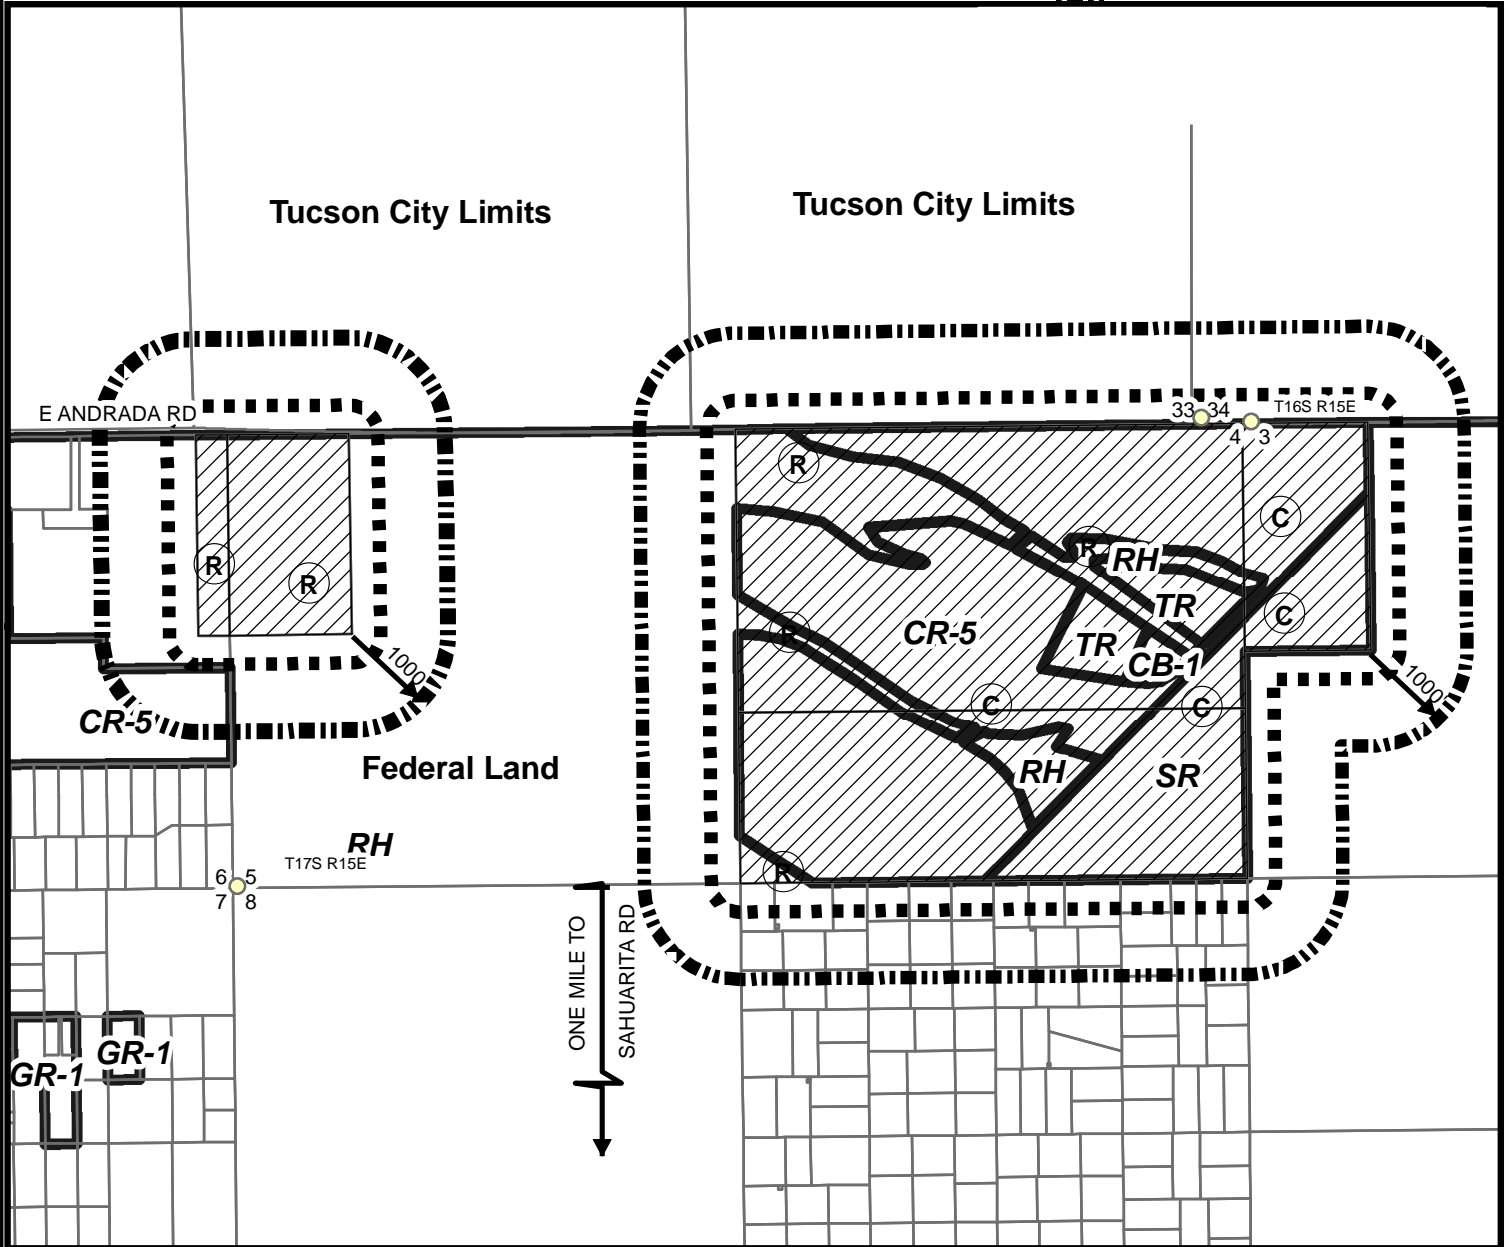 Tucson City Limits
Tucson City Limits
E ANDRADA RD
33 34
T16S R15E
4 3
R
C
R
RH
R
R
TR
C
CR-5
R
TR
CB-1
1000'
1000'
C
C
CR-5
Federal Land
RH
SR
RH
T17S R15E
R
6 5
7 8
ONE MILE TO
SAHUARITA RD
GR-1
GR-1